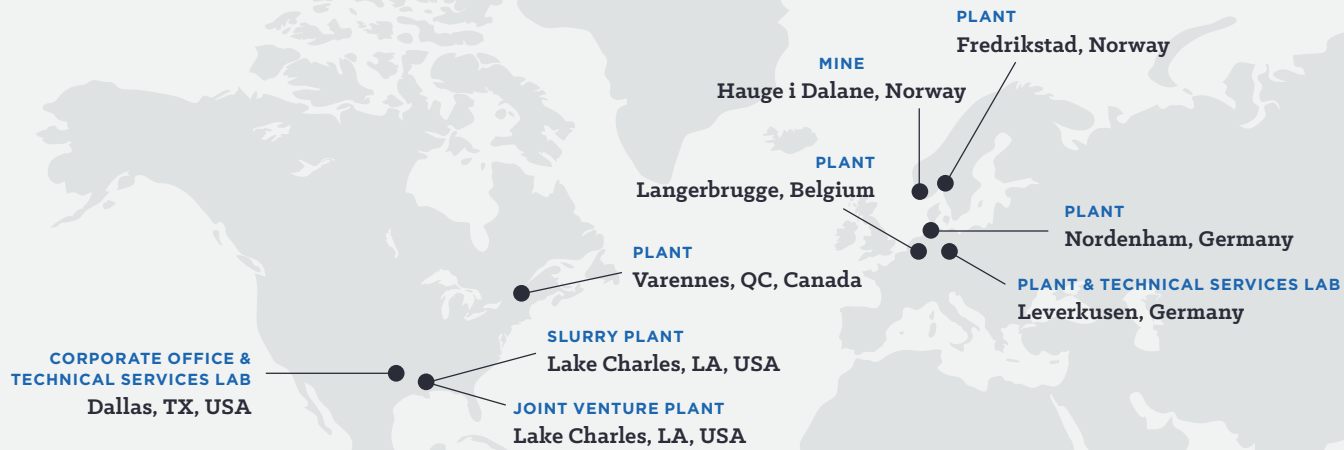 PLANT
Fredrikstad, Norway
MINE
Hauge i Dalane, Norway
PLANT
Langerbrugge, Belgium
PLANT
Nordenham, Germany
PLANT
Varennes, QC, Canada
PLANT & TECHNICAL SERVICES LAB
Leverkusen, Germany
SLURRY PLANT
Lake Charles, LA, USA
CORPORATE OFFICE &
TECHNICAL SERVICES LAB
Dallas, TX, USA
JOINT VENTURE PLANT
Lake Charles, LA, USA